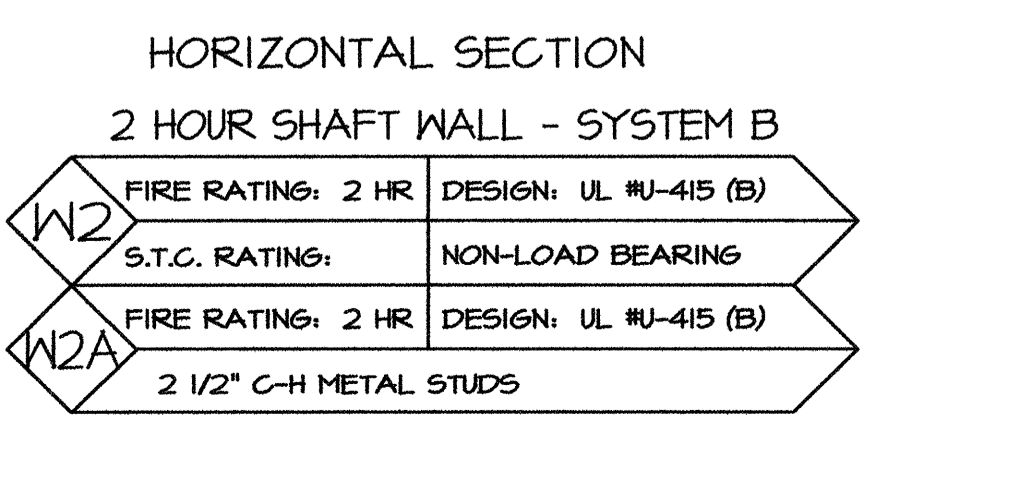 HORIZONTAL SECTION
2 HOUR SHAFT WALL - SYSTEM B
W2
FIRE RATING: 2 HR
DESIGN: UL #U-415 (B)
S.T.C. RATING:
NON-LOAD BEARING
W2A
FIRE RATING: 2 HR
DESIGN: UL #U-415 (B)
2 1/2" C-H METAL STUDS